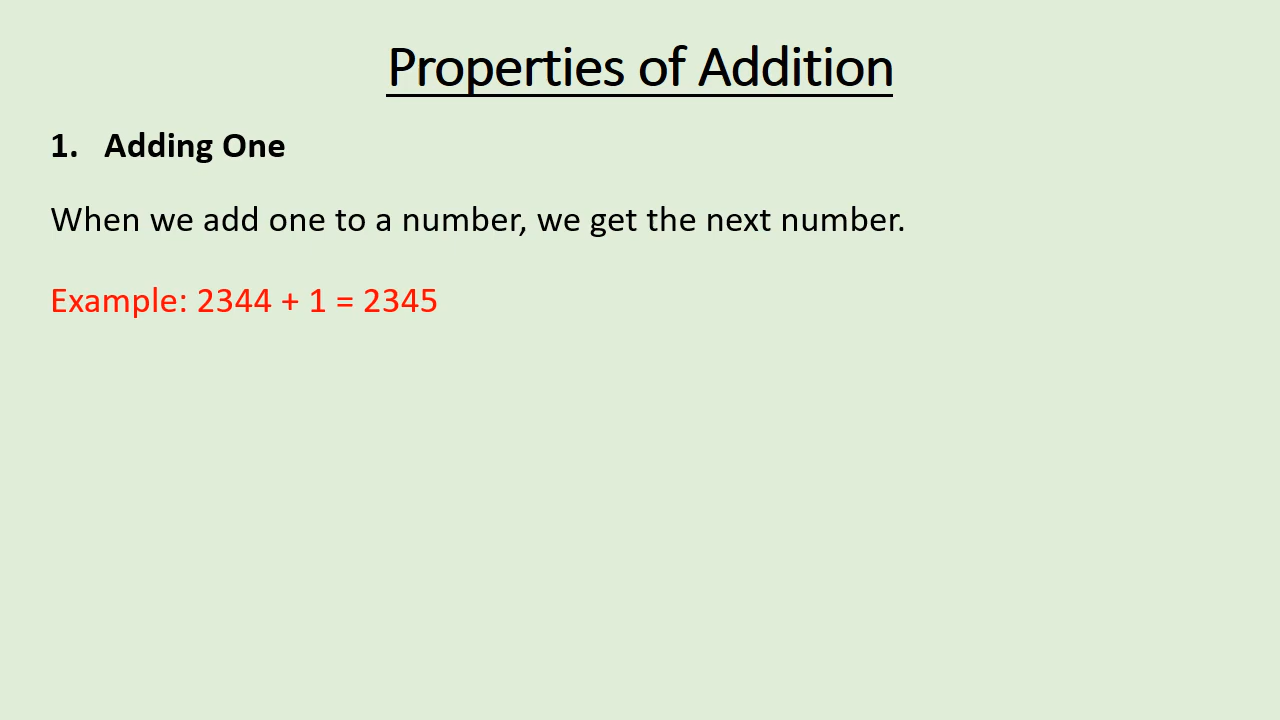 Properties of Addition
1. Adding One
When we add one to a number, we get the next number.
Example: 2344 + 1 = 2345